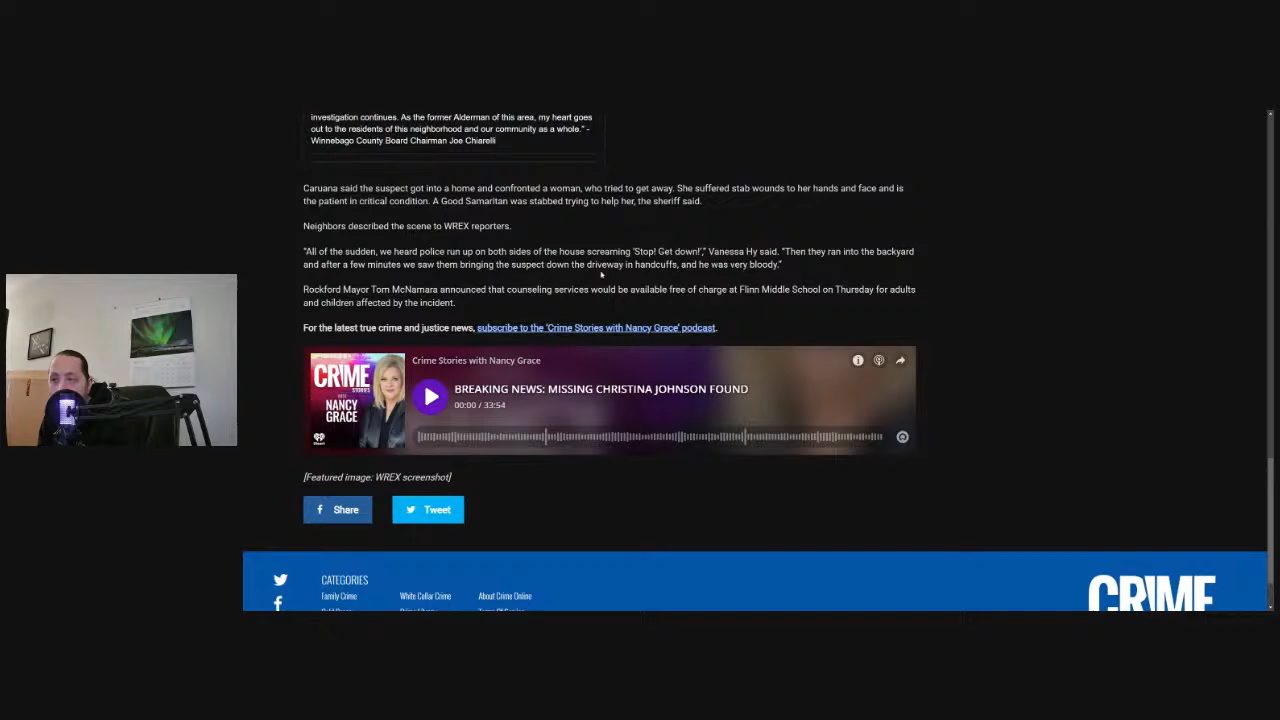 investigation continues. As the former Alderman of this area, my heart goes
out to the residents of this neighborhood and our community as a whole.” -
Winnebago County Board Chairman Joe Chiarelli
Caruana said the suspect got into a home and confronted a woman, who tried to get away. She suffered stab wounds to her hands and face and is
the patient in critical condition. A Good Samaritan was stabbed trying to help her, the sheriff said.
Neighbors described the scene to WREX reporters.
“All of the sudden, we heard police run up on both sides of the house screaming ‘Stop! Get down!’,” Vanessa Hy said. “Then they ran into the backyard
and after a few minutes we saw them bringing the suspect down the driveway in handcuffs, and he was very bloody.”
Rockford Mayor Tom McNamara announced that counseling services would be available free of charge at Flinn Middle School on Thursday for adults
and children affected by the incident.
For the latest true crime and justice news, subscribe to the ‘Crime Stories with Nancy Grace’ podcast.
CRIME
STORIES
WITH
NANCY
GRACE
iHeart
Crime Stories with Nancy Grace
BREAKING NEWS: MISSING CHRISTINA JOHNSON FOUND
00:00 / 33:54
[Featured image: WREX screenshot]
Share
Tweet
CATEGORIES
Family Crime
White Collar Crime
About Crime Online
CRIME